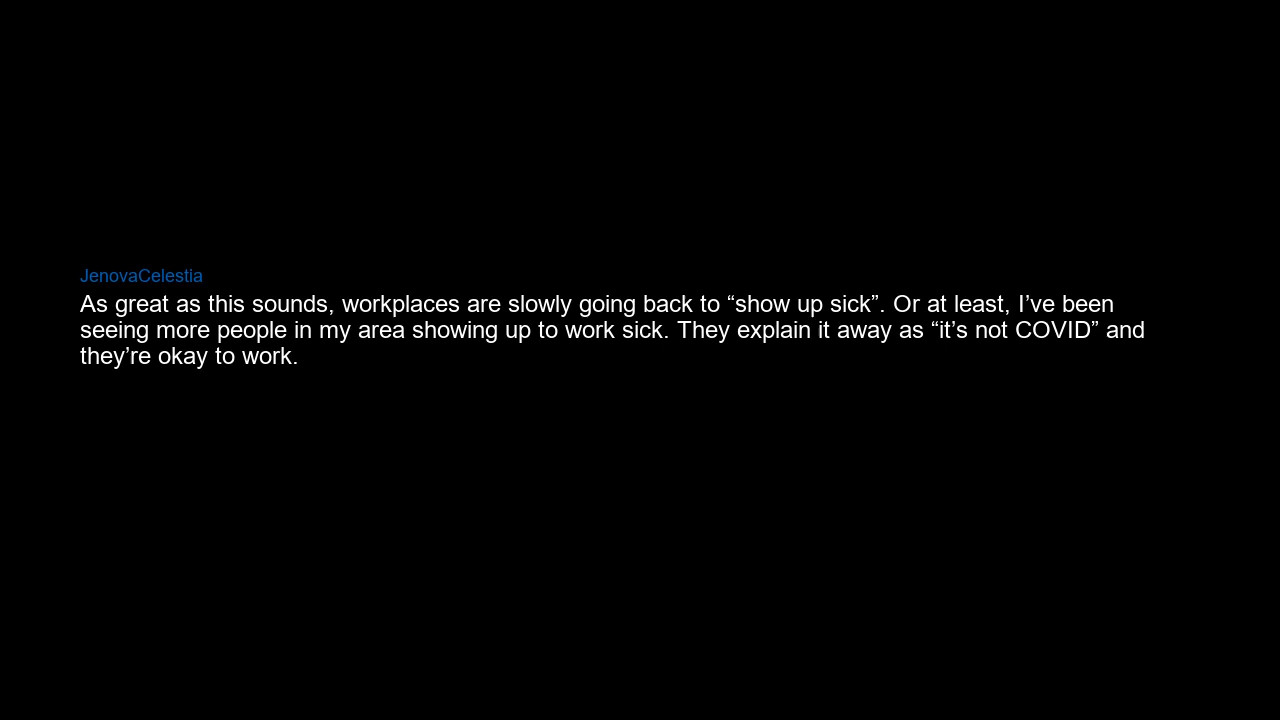 JenovaCelestia
As great as this sounds, workplaces are slowly going back to “show up sick”. Or at least, I’ve been
seeing more people in my area showing up to work sick. They explain it away as “it’s not COVID” and
they’re okay to work.